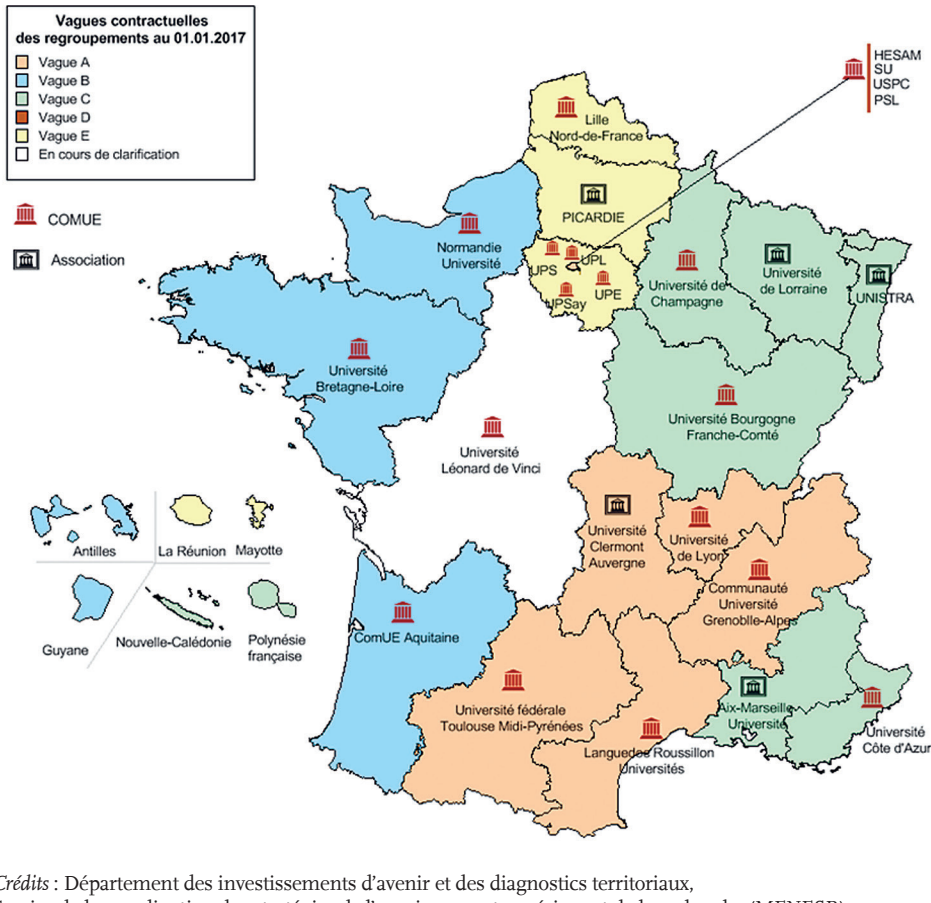 Vagues contractuelles
des regroupements au 01.01.2017
Vague A
Vague B
Vague C
Vague D
Vague E
En cours de clarification
COMUE
Association
HESAM
SU
USPC
PSL
Lille
Nord-de-France
PICARDIE
Normandie
Université
UPS
UPL
UPSay
UPE
Université de
Champagne
Université
de Lorraine
UNISTRA
Université
Bretagne-Loire
Université Bourgogne
Franche-Comté
Université
Léonard de Vinci
Antilles
La Réunion
Mayotte
Guyane
Nouvelle-Calédonie
Polynésie
française
Université
Clermont
Auvergne
Université
de Lyon
Communauté
Université
Grenoblle-Alpes
ComUE Aquitaine
Université fédérale
Toulouse Midi-Pyrénées
Languedos Roussillon
Universités
Aix-Marseille
Université
Université
Côte d'Azur
Crédits : Département des investissements d'avenir et des diagnostics territoriaux,